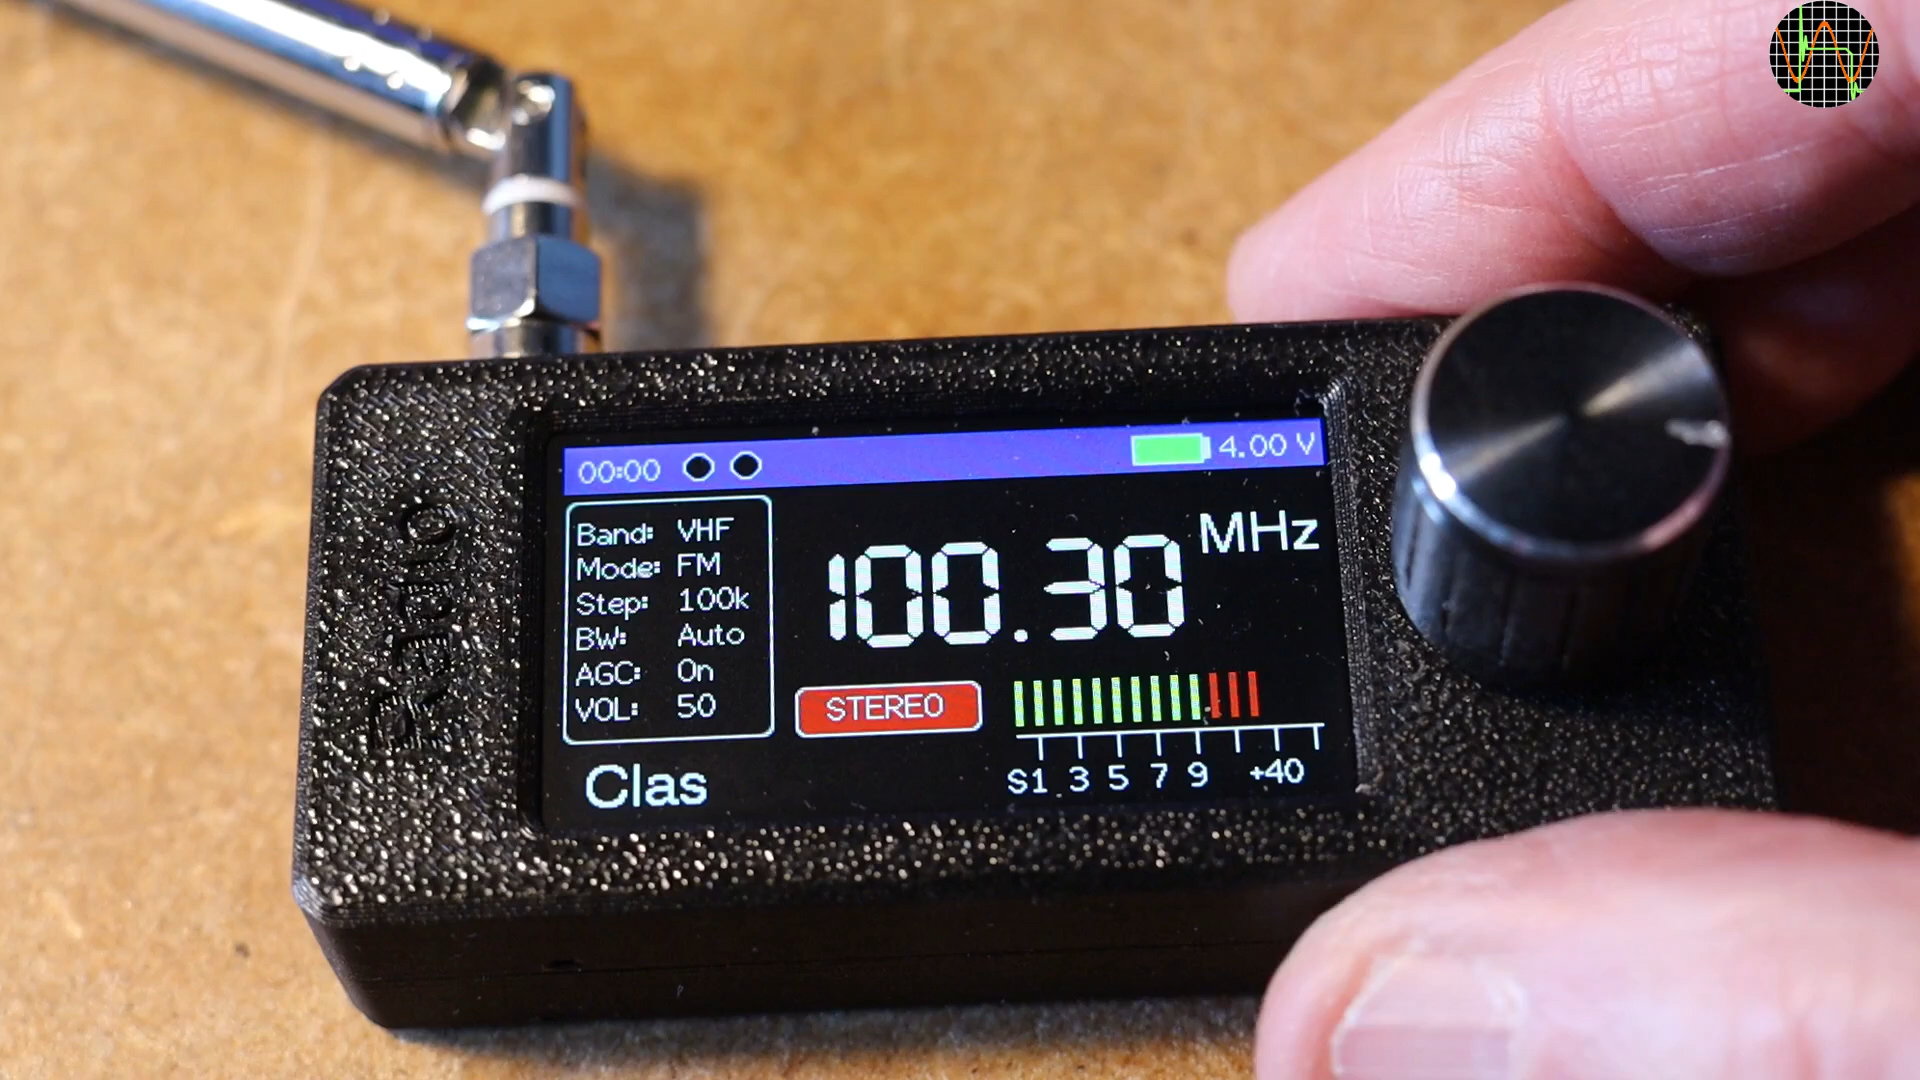 00:00 4.00 V
Band: VHF
Mode: FM
Step: 100k
BW: Auto
AGC: On
VOL: 50
100.30 MHz
STEREO
S1 3 5 7 9 +40
Clas